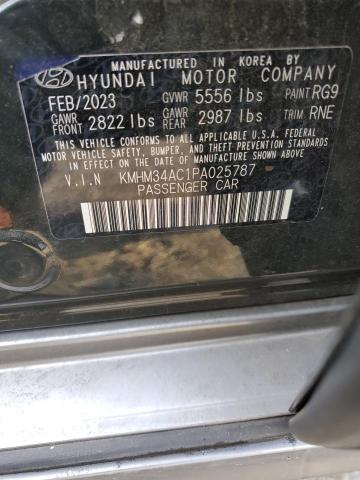 MANUFACTURED IN KOREA BY
HYUNDAI MOTOR COMPANY
FEB/2023 GVWR 5556 lbs PAINT RG9
GAWR FRONT 2822 lbs GAWR REAR 2987 lbs TRIM RNE
THIS VEHICLE CONFORMS TO ALL APPLICABLE U.S.A. FEDERAL
MOTOR VEHICLE SAFETY, BUMPER, AND THEFT PREVENTION
STANDARDS IN EFFECT ON THE DATE OF MANUFACTURE
SHOWN ABOVE.
V.I.N KMHM34AC1PA025787
PASSENGER CAR